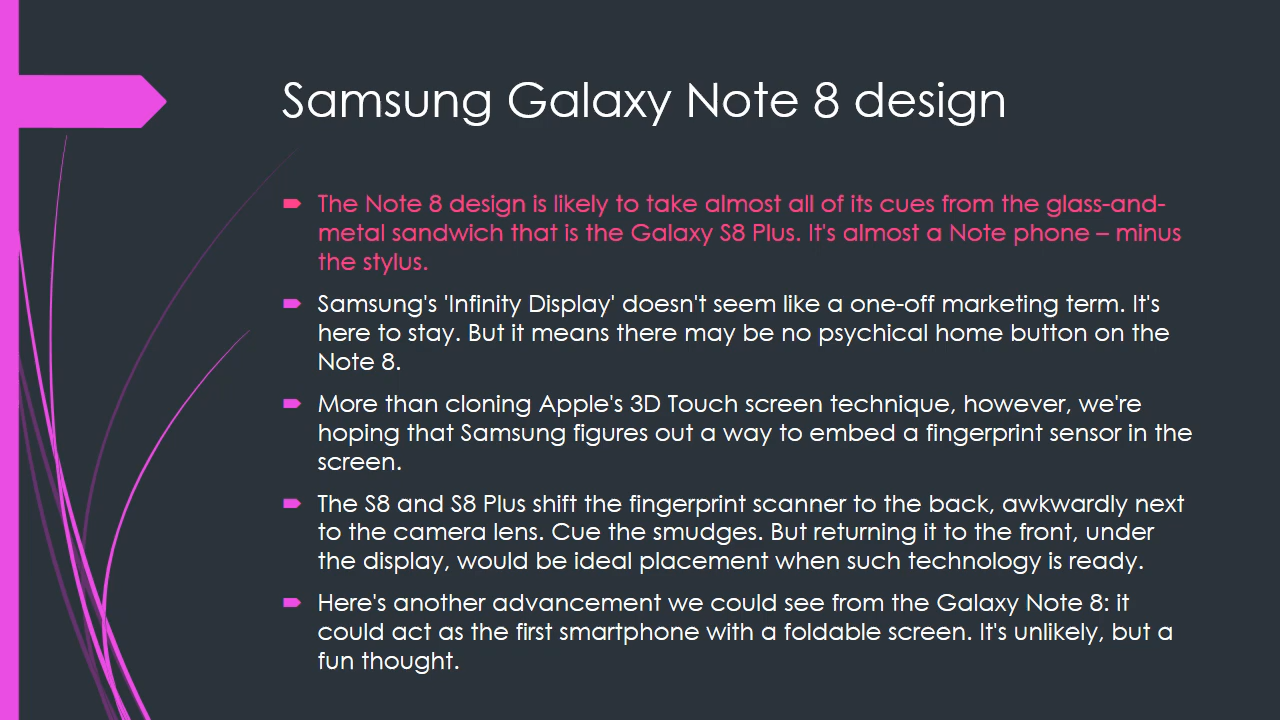 Samsung Galaxy Note 8 design
The Note 8 design is likely to take almost all of its cues from the glass-and-
metal sandwich that is the Galaxy S8 Plus. It's almost a Note phone – minus
the stylus.
Samsung's 'Infinity Display' doesn't seem like a one-off marketing term. It's
here to stay. But it means there may be no psychical home button on the
Note 8.
More than cloning Apple's 3D Touch screen technique, however, we're
hoping that Samsung figures out a way to embed a fingerprint sensor in the
screen.
The S8 and S8 Plus shift the fingerprint scanner to the back, awkwardly next
to the camera lens. Cue the smudges. But returning it to the front, under
the display, would be ideal placement when such technology is ready.
Here's another advancement we could see from the Galaxy Note 8: it
could act as the first smartphone with a foldable screen. It's unlikely, but a
fun thought.